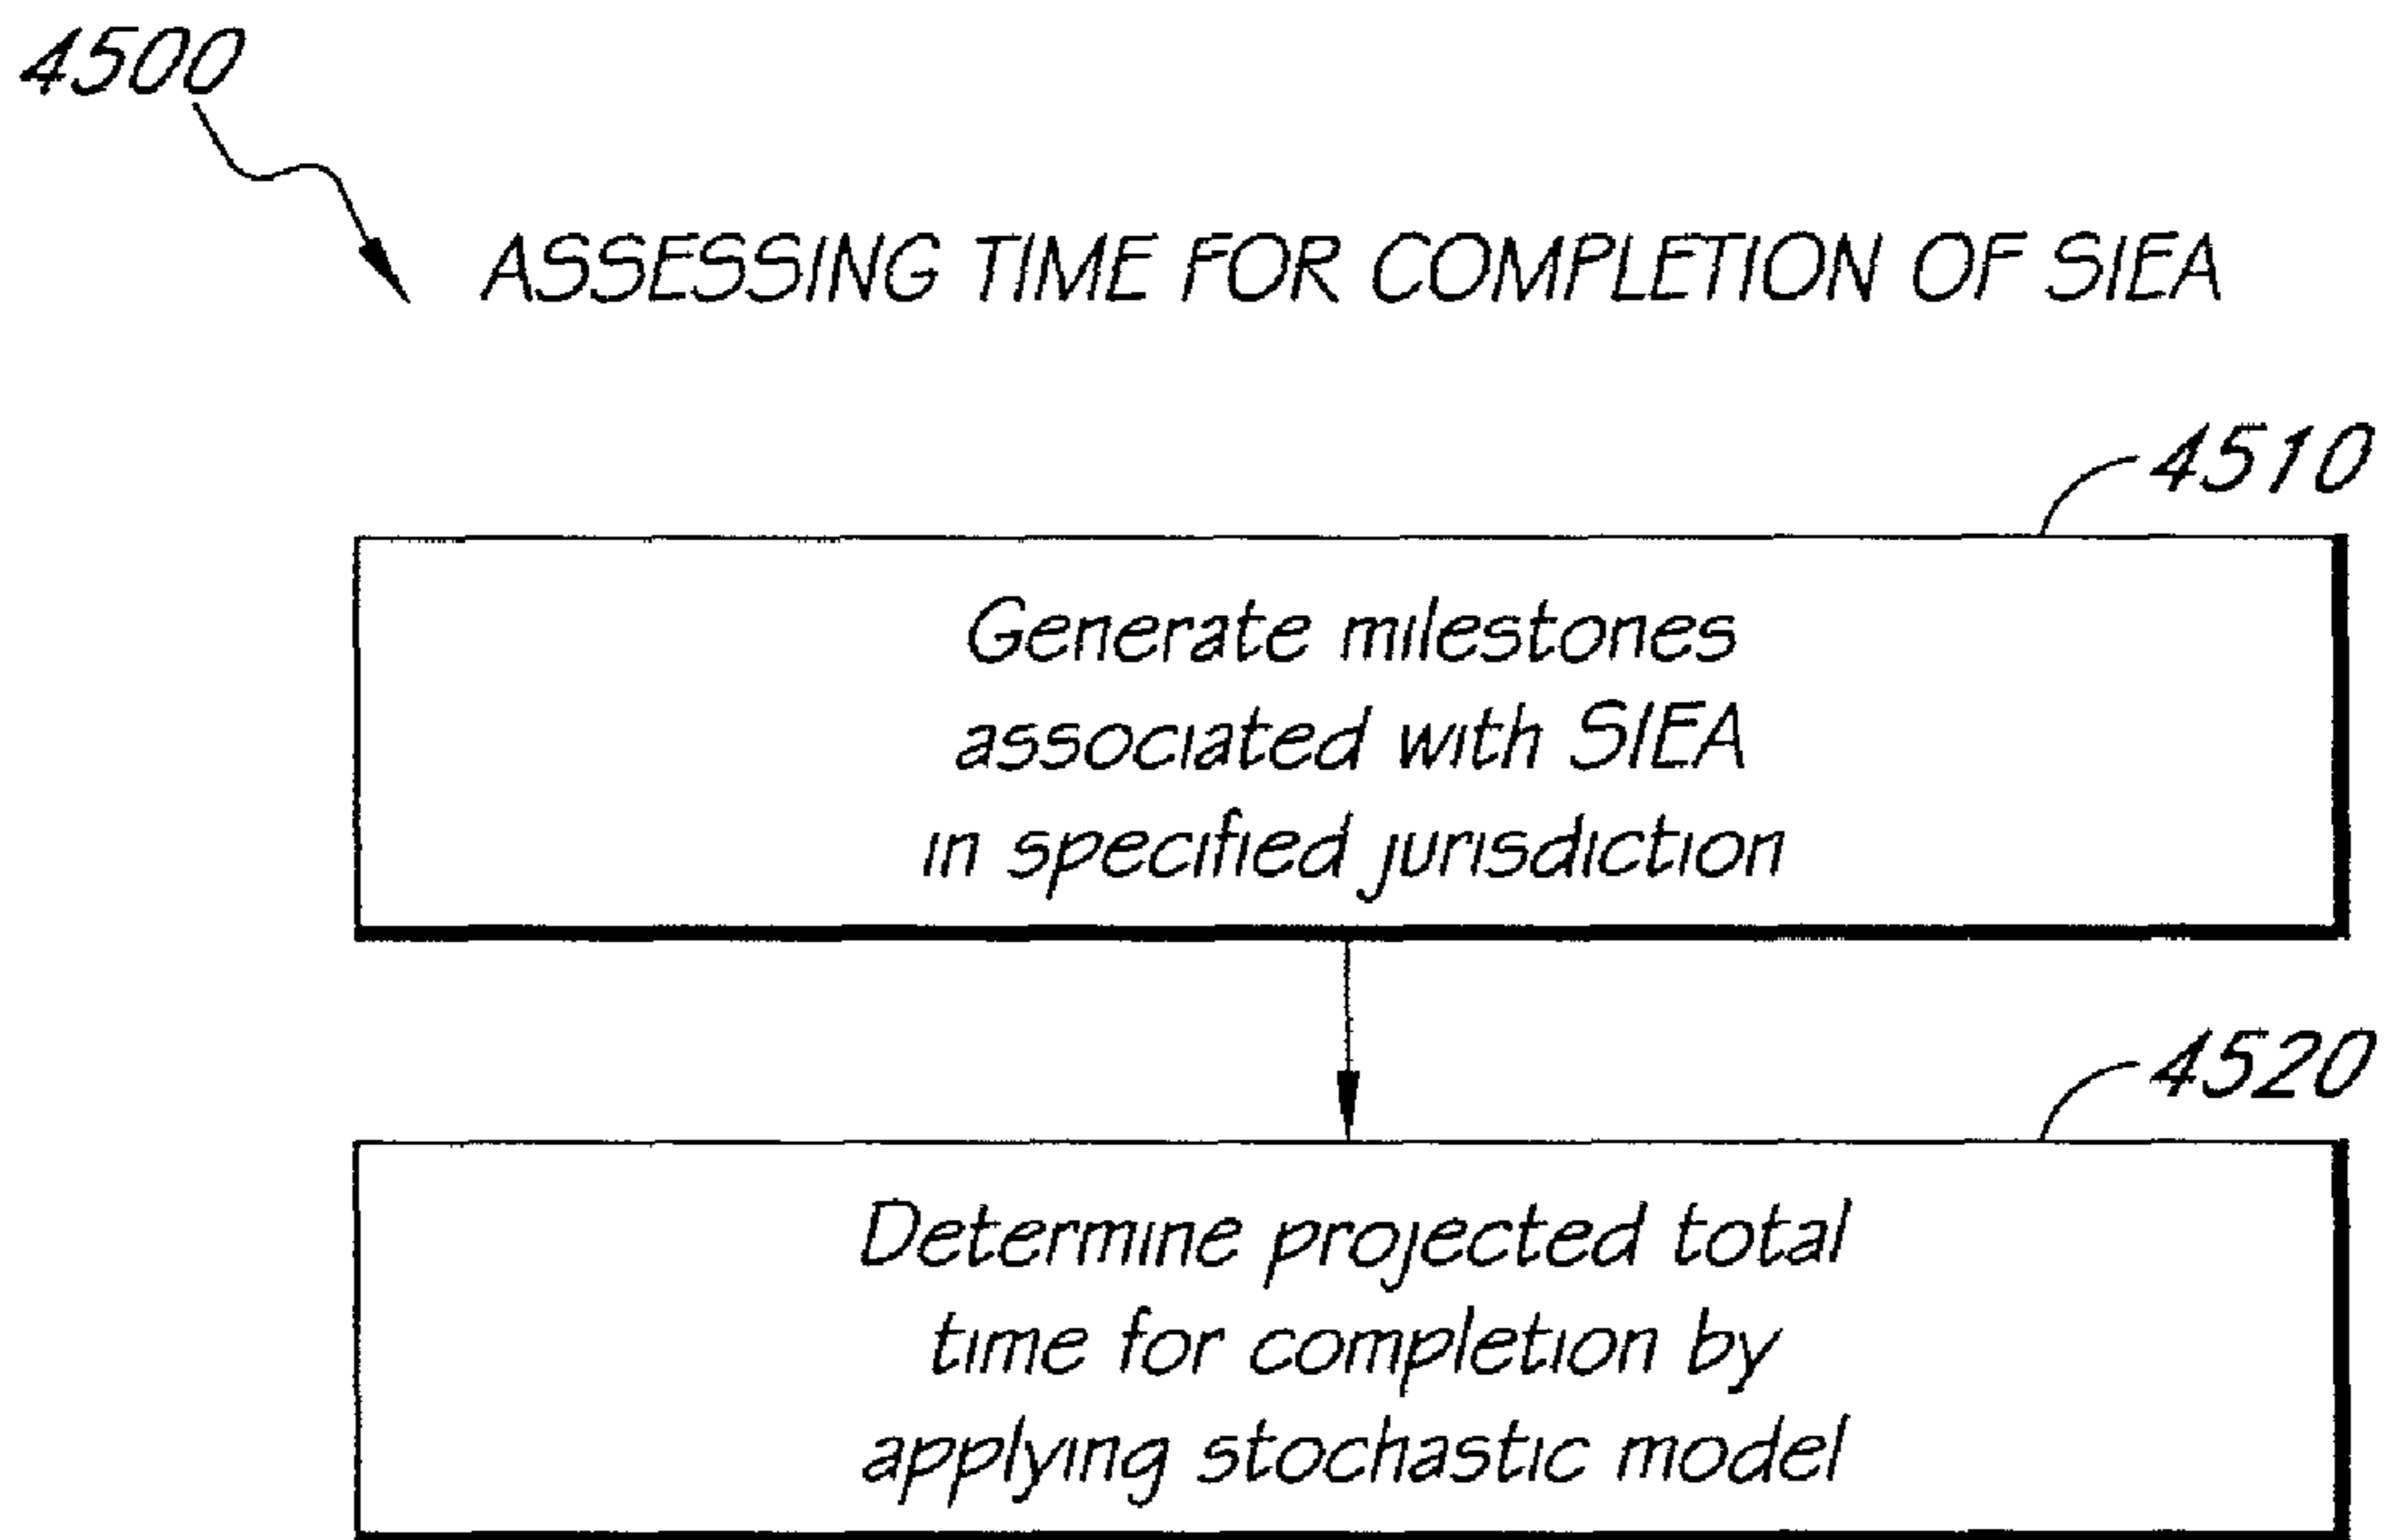 4500
ASSESSING TIME FOR COMPLETION OF SIEA
4510
Generate milestones
associated with SIEA
in specified jurisdiction
4520
Determine projected total
time for completion by
applying stochastic model